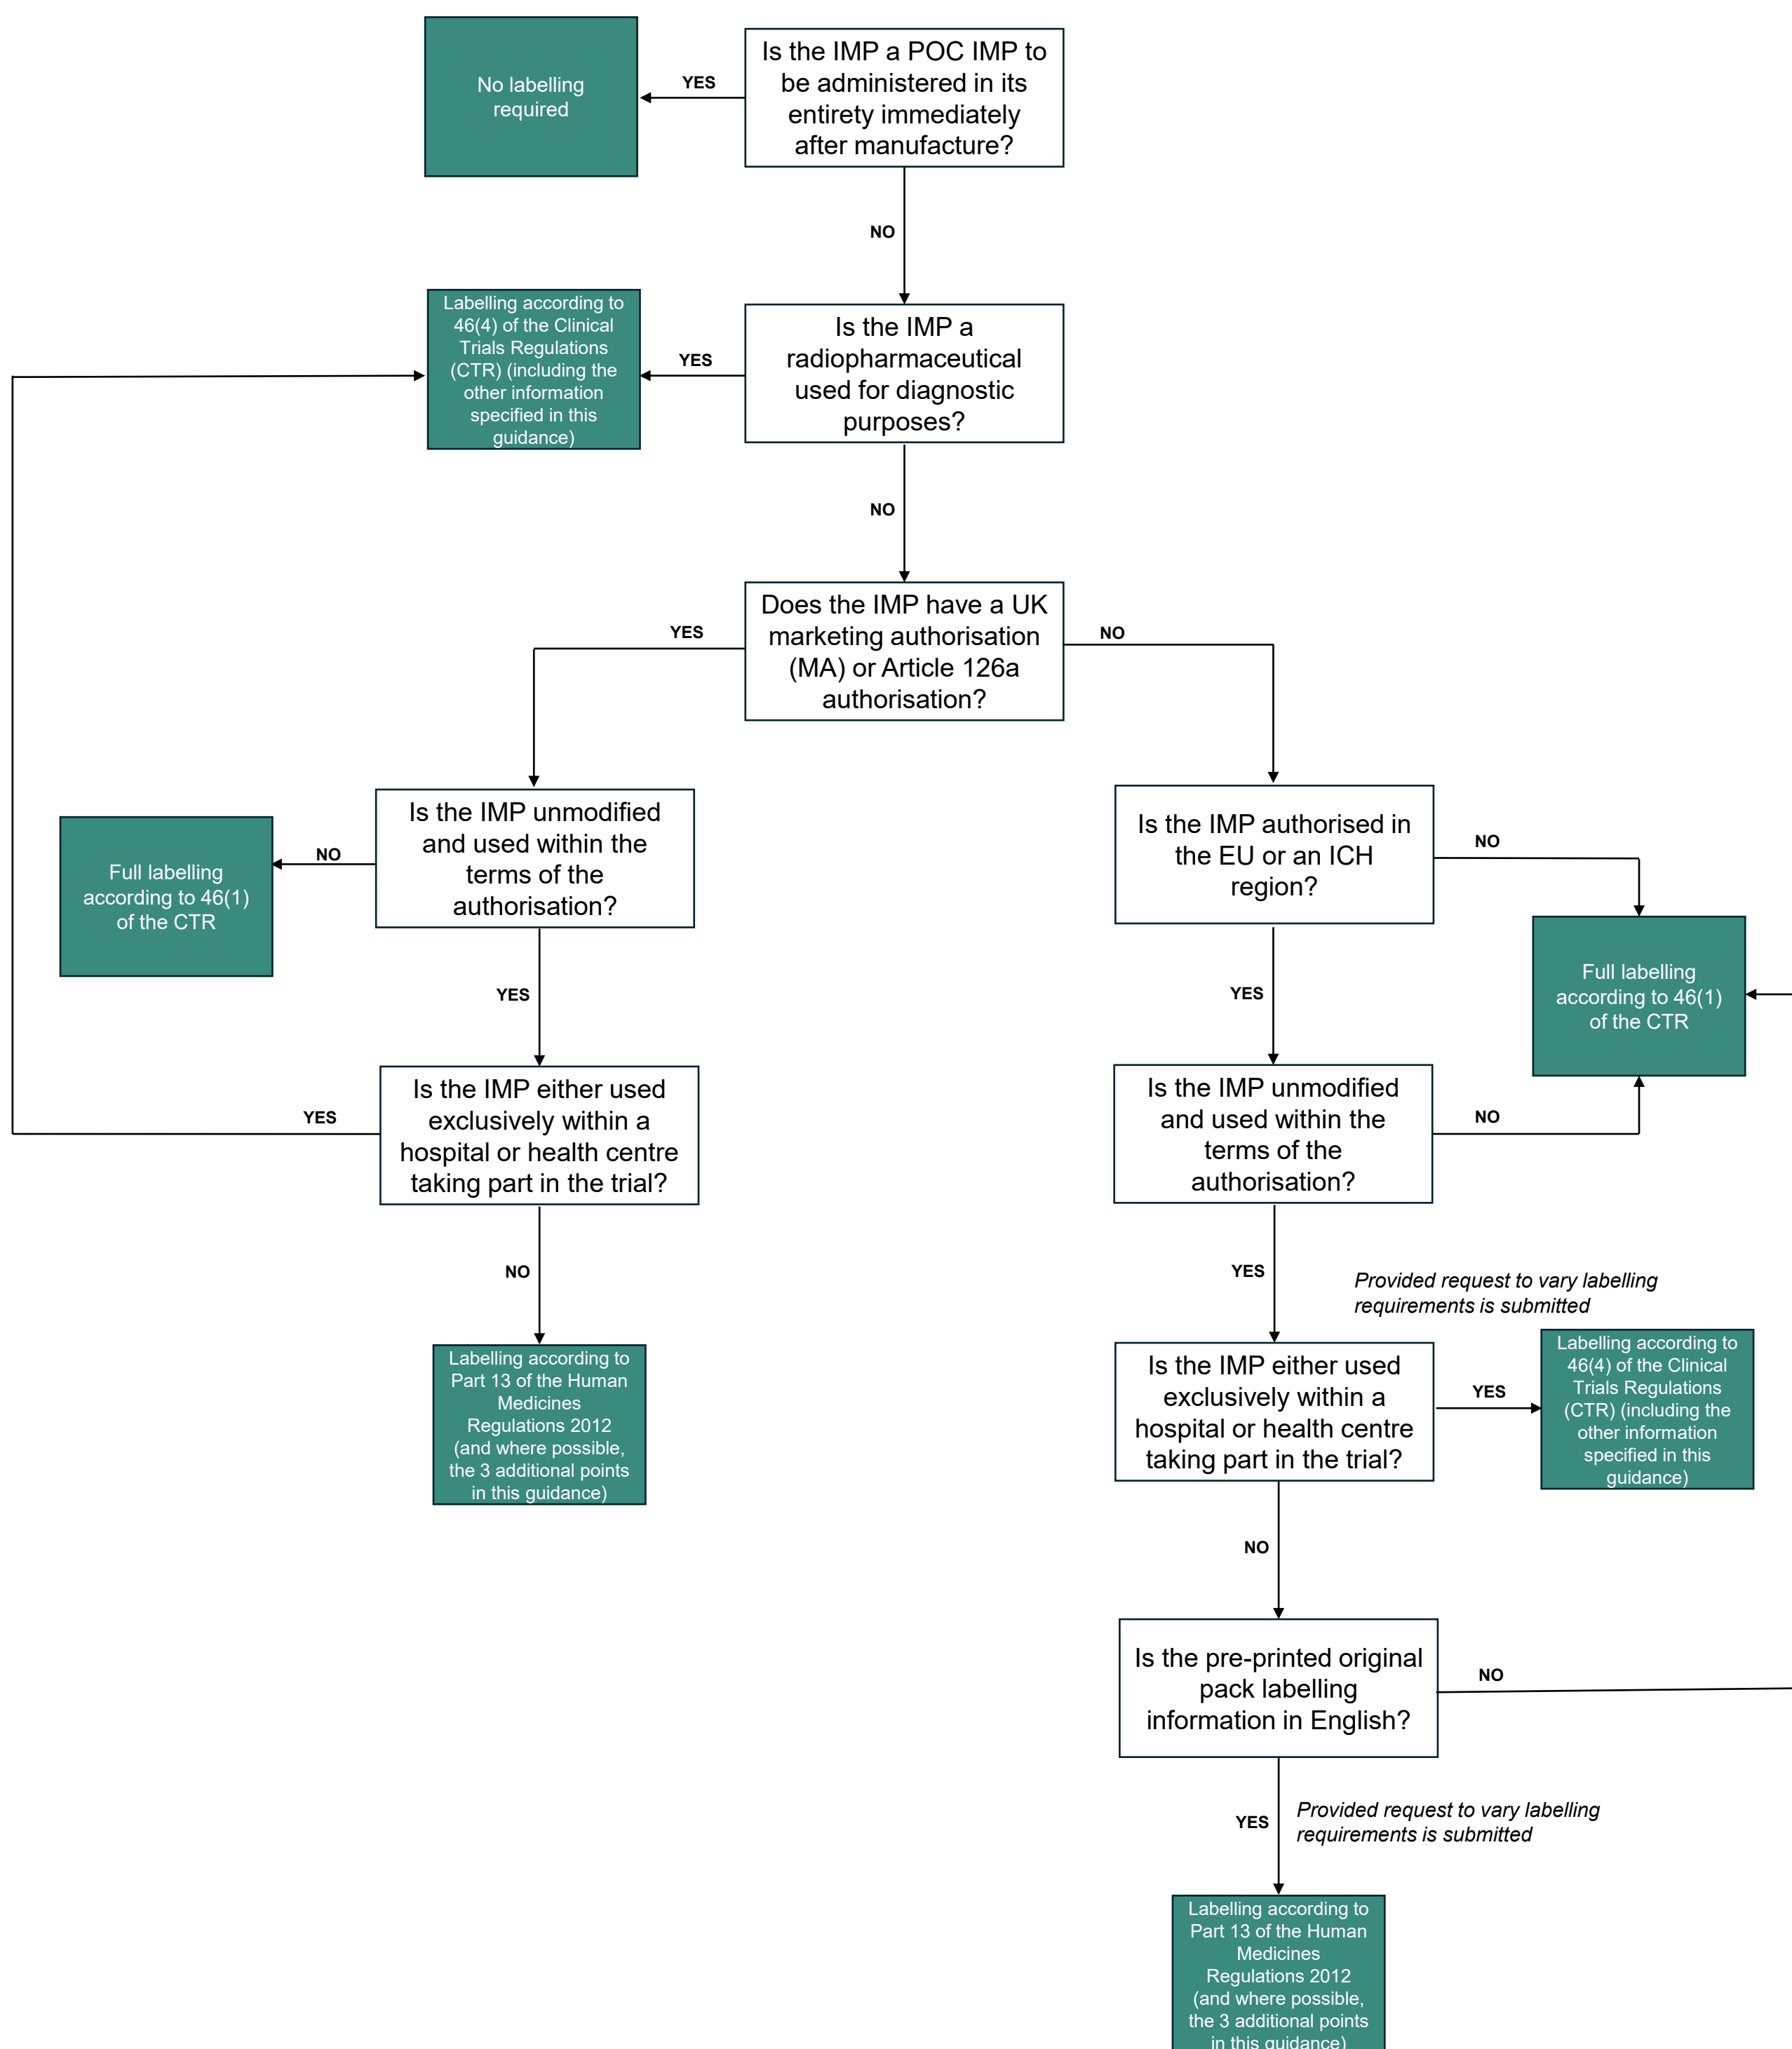 No labelling
required
YES
Is the IMP a POC IMP to
be administered in its
entirety immediately
after manufacture?
NO
Labelling according to
46(4) of the Clinical
Trials Regulations
(CTR) (including the
other information
specified in this
guidance)
YES
Is the IMP a
radiopharmaceutical
used for diagnostic
purposes?
NO
YES
Does the IMP have a UK
marketing authorisation
(MA) or Article 126a
authorisation?
NO
Full labelling
according to 46(1)
of the CTR
NO
Is the IMP unmodified
and used within the
terms of the
authorisation?
Is the IMP authorised in
the EU or an ICH
region?
NO
YES
YES
Full labelling
according to 46(1)
of the CTR
YES
Is the IMP either used
exclusively within a
hospital or health centre
taking part in the trial?
Is the IMP unmodified
and used within the
terms of the
authorisation?
NO
NO
YES
Provided request to vary labelling
requirements is submitted
Labelling according to
Part 13 of the Human
Medicines
Regulations 2012
(and where possible,
the 3 additional points
in this guidance)
Is the IMP either used
exclusively within a
hospital or health centre
taking part in the trial?
YES
Labelling according to
46(4) of the Clinical
Trials Regulations
(CTR) (including the
other information
specified in this
guidance)
NO
Is the pre-printed original
pack labelling
information in English?
NO
YES
Provided request to vary labelling
requirements is submitted
Labelling according to
Part 13 of the Human
Medicines
Regulations 2012
(and where possible,
the 3 additional points
in this guidance)